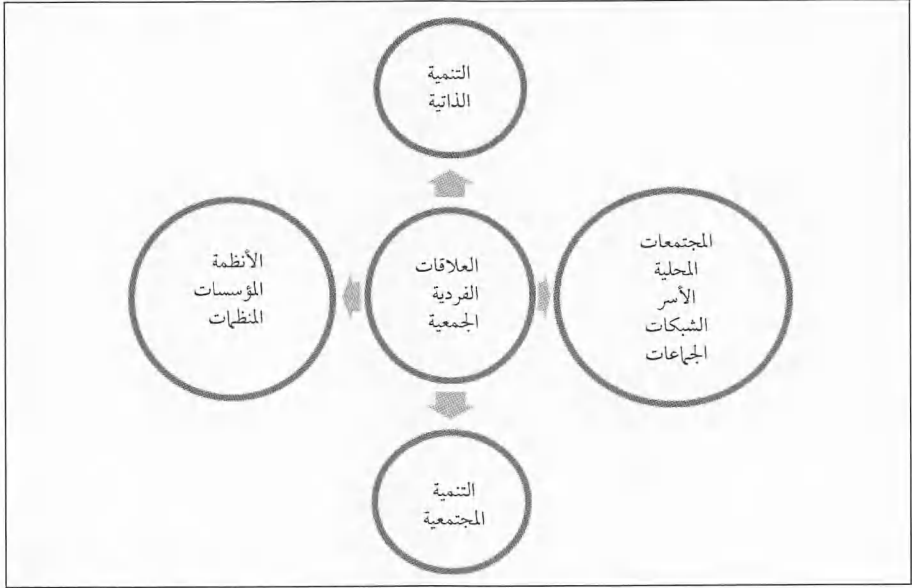 التنمية
الذاتية
المجتمعات
المحلية
الأسر
الشبكات
الجماعات
العلاقات
الفردية
الجمعية
الأنظمة
المؤسسات
المنظمات
التنمية
المجتمعية